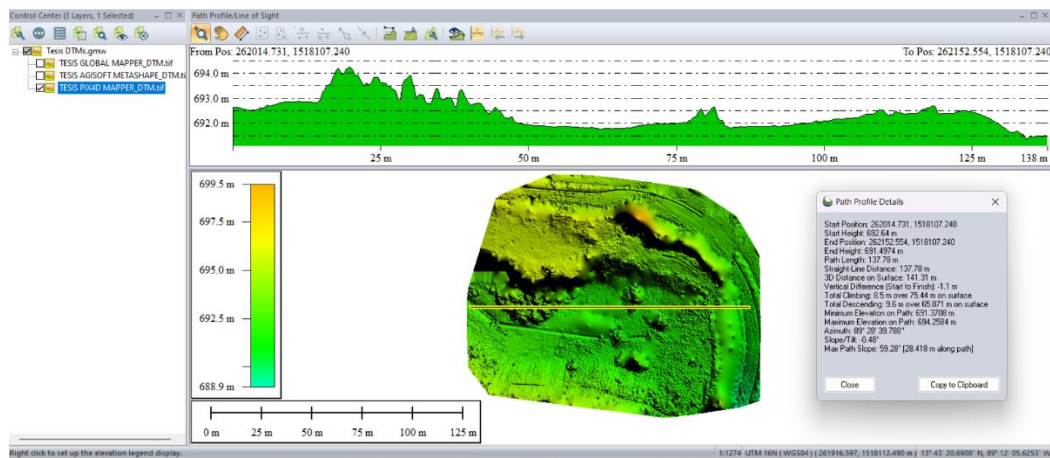 Control Center (3 Layers, 1 Selected)
Path Profile/Line of Sight
Tesis DTMs.gmw
TESIS GLOBAL MAPPER_DTM.tif
TESIS AGISOFT METASHAPE_DTM.ti
TESIS PIX4D MAPPER_DTM.tif
From Pos: 262014.731, 1518107.240
To Pos: 262152.554, 1518107.240
694.0 m
693.0 m
692.0 m
25 m
50 m
75 m
100 m
125 m
138 m
699.5 m
697.5 m
695.0 m
692.5 m
688.9 m
0 m
25 m
50 m
75 m
100 m
125 m
Path Profile Details
Start Position: 262014.731, 1518107.240
Start Height: 692.64 m
End Position: 262152.554, 1518107.240
End Height: 691.4974 m
Path Length: 137.78 m
Straight-Line Distance: 137.78 m
3D Distance on Surface: 141.31 m
Vertical Difference (Start to Finish): -1.1 m
Total Climbing: 8.5 m over 75.44 m on surface
Total Descending: 9.6 m over 65.871 m on surface
Minimum Elevation on Path: 691.3708 m
Maximum Elevation on Path: 694.2584 m
Azimuth: 89° 28' 39.788"
Slope/Tilt: -0.48°
Max Path Slope: 59.28° [28.418 m along path]
Close
Copy to Clipboard
Right click to set up the elevation legend display.
1:1274 UTM 16N ( WGS84 ) ( 261916.597, 1518112.490 m ) 13° 43' 20.6908" N, 89° 12' 05.6253" W